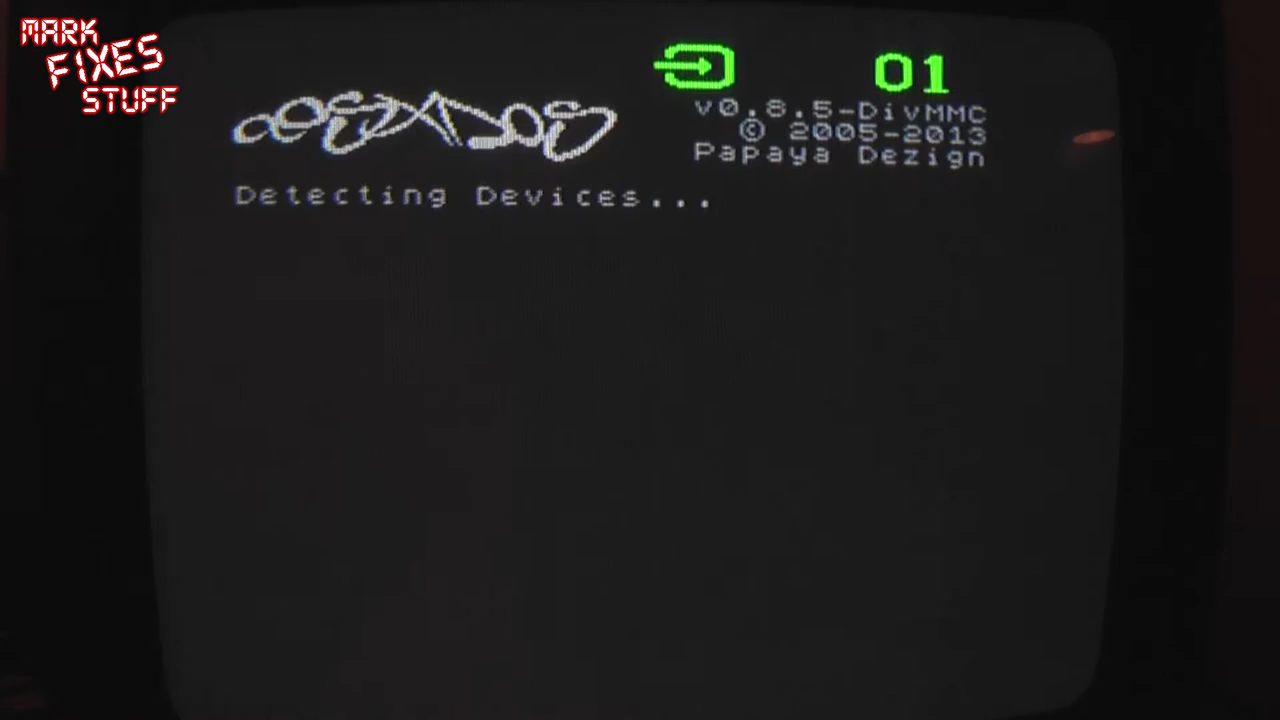 MARK
FIXES
STUFF
01
v0.8.5-DivMMC
© 2005-2013
Papaya Dezign
Detecting Devices...